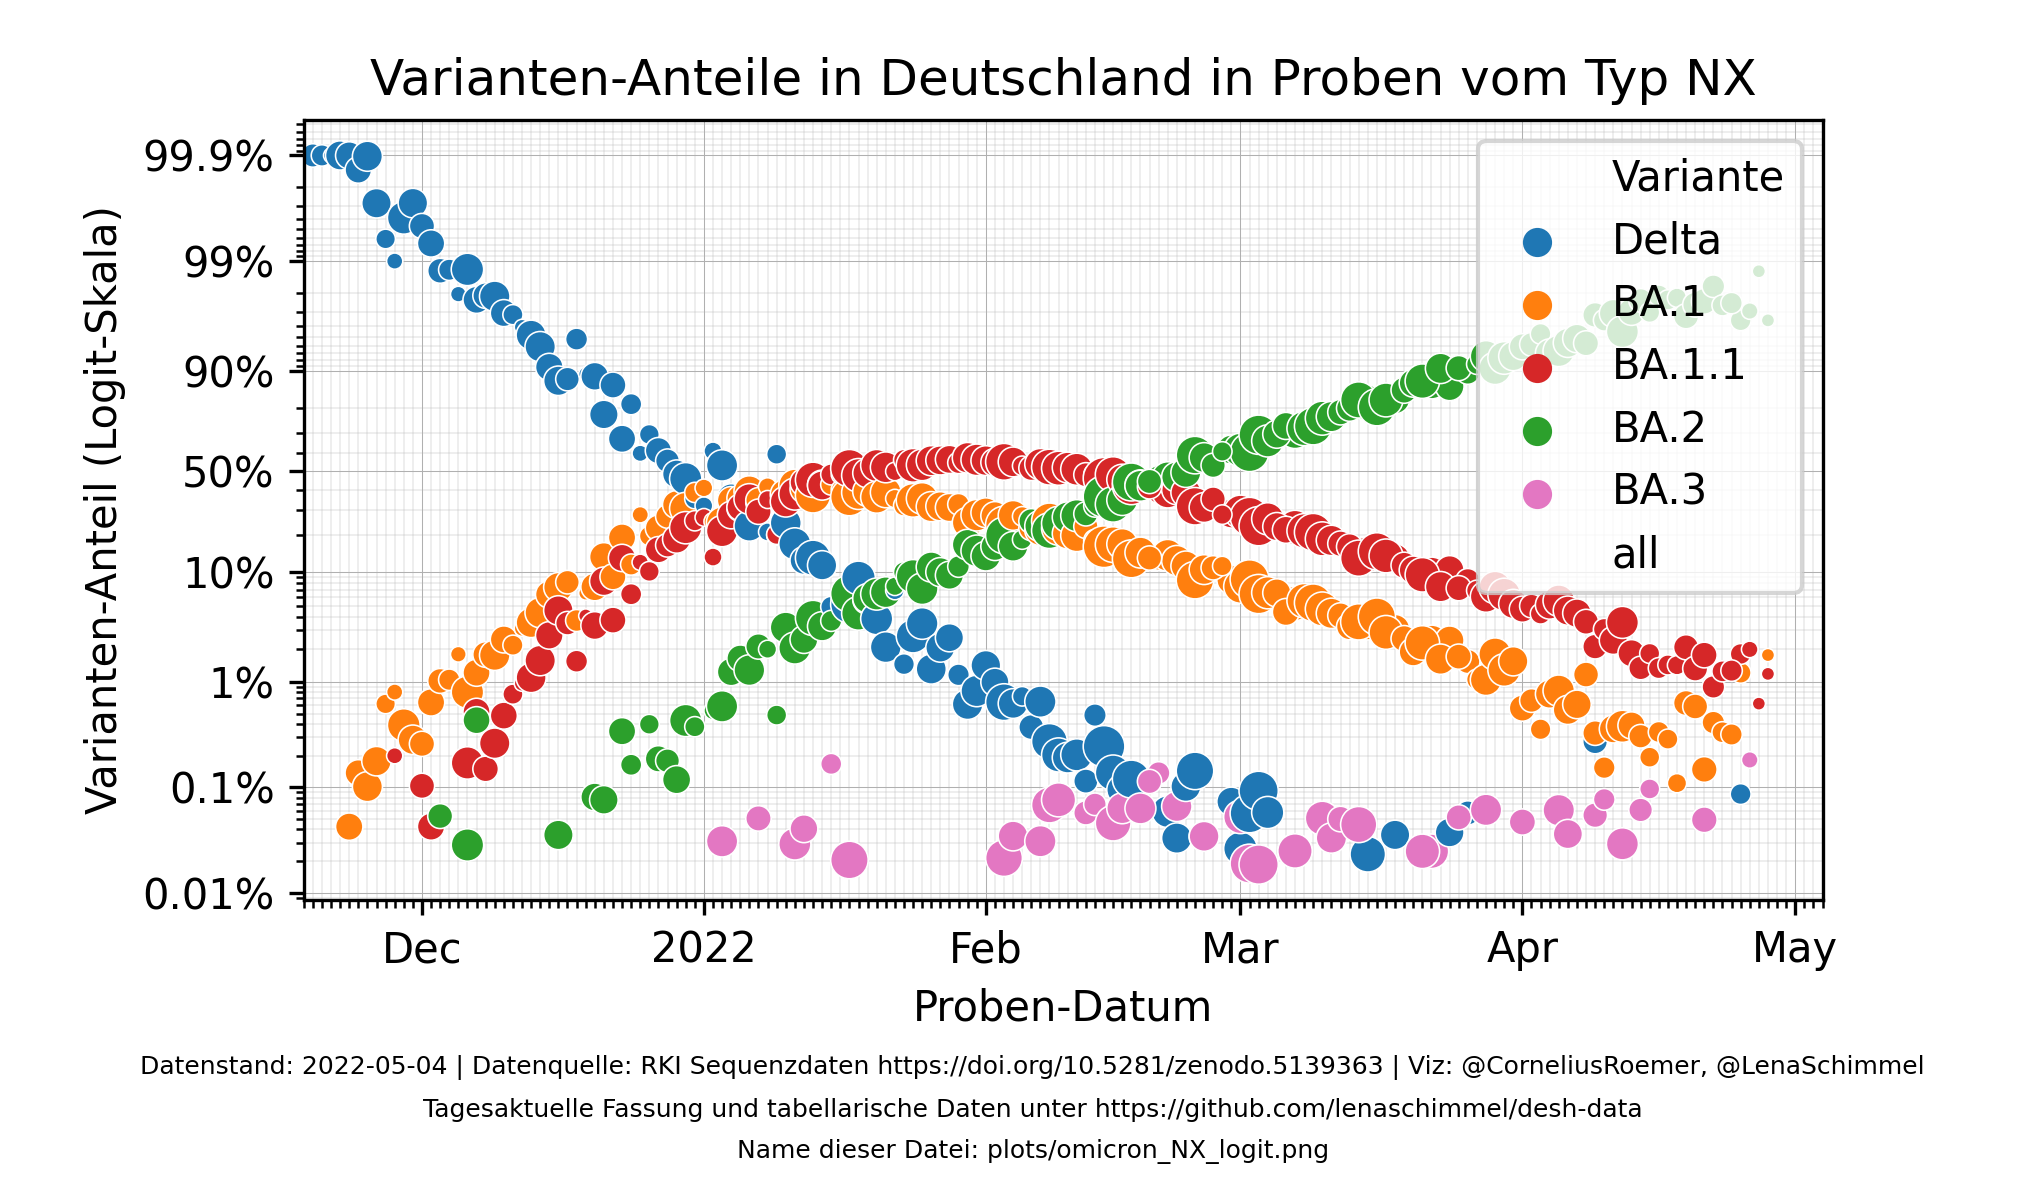 Varianten-Anteile in Deutschland in Proben vom Typ NX
Varianten-Anteil (Logit-Skala)
99.9%
99%
90%
50%
10%
1%
0.1%
0.01%
Variante
Delta
BA.1
BA.1.1
BA.2
BA.3
all
Dec
2022
Feb
Mar
Apr
May
Proben-Datum
Datenstand: 2022-05-04 | Datenquelle: RKI Sequenzdaten https://doi.org/10.5281/zenodo.5139363 | Viz: @CorneliusRoemer, @LenaSchimmel
Tagesaktuelle Fassung und tabellarische Daten unter https://github.com/lenaschimmel/desh-data
Name dieser Datei: plots/omicron_NX_logit.png